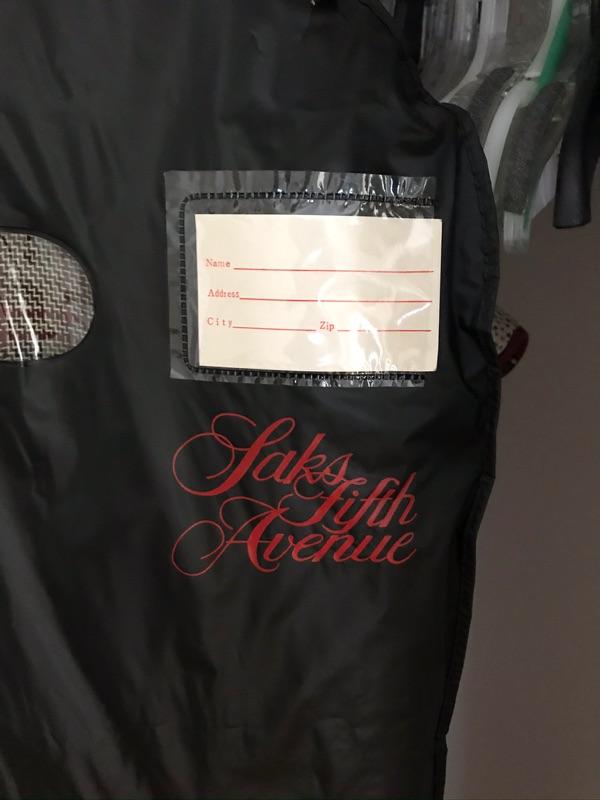 Name
Address
City Zip
Saks
Fifth
Avenue